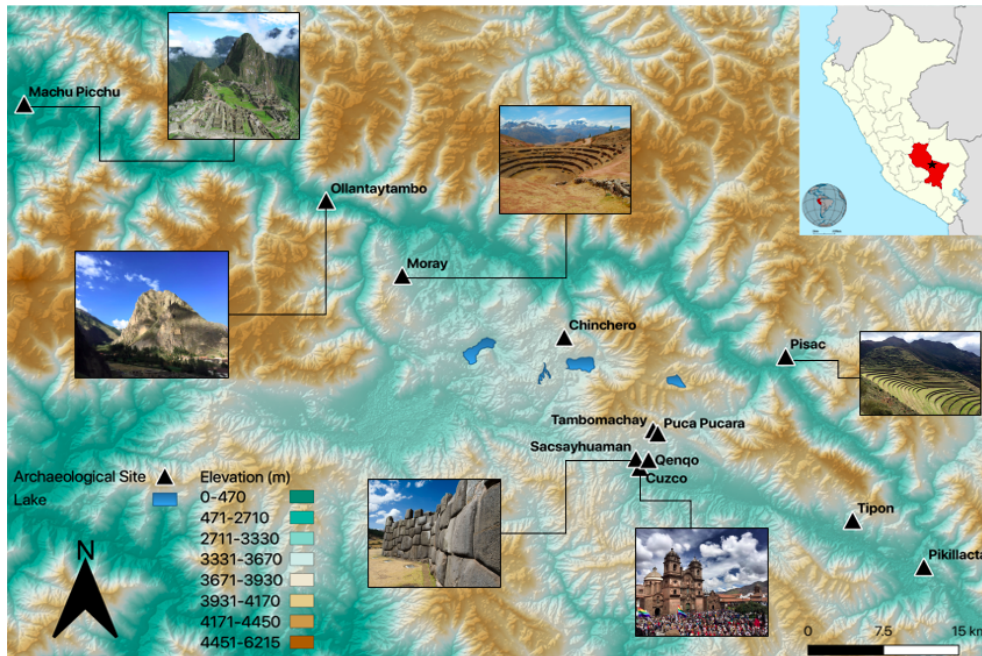 Machu Picchu
Ollantaytambo
Moray
Chinchero
Pisac
Tambomachay
Puca Pucara
Sacsayhuaman
Qenqo
Cuzco
Tipon
Pikillacta
Archaeological Site
Lake
Elevation (m)
0-470
471-2710
2711-3330
3331-3670
3671-3930
3931-4170
4171-4450
4451-6215
N
0 7.5 15 km